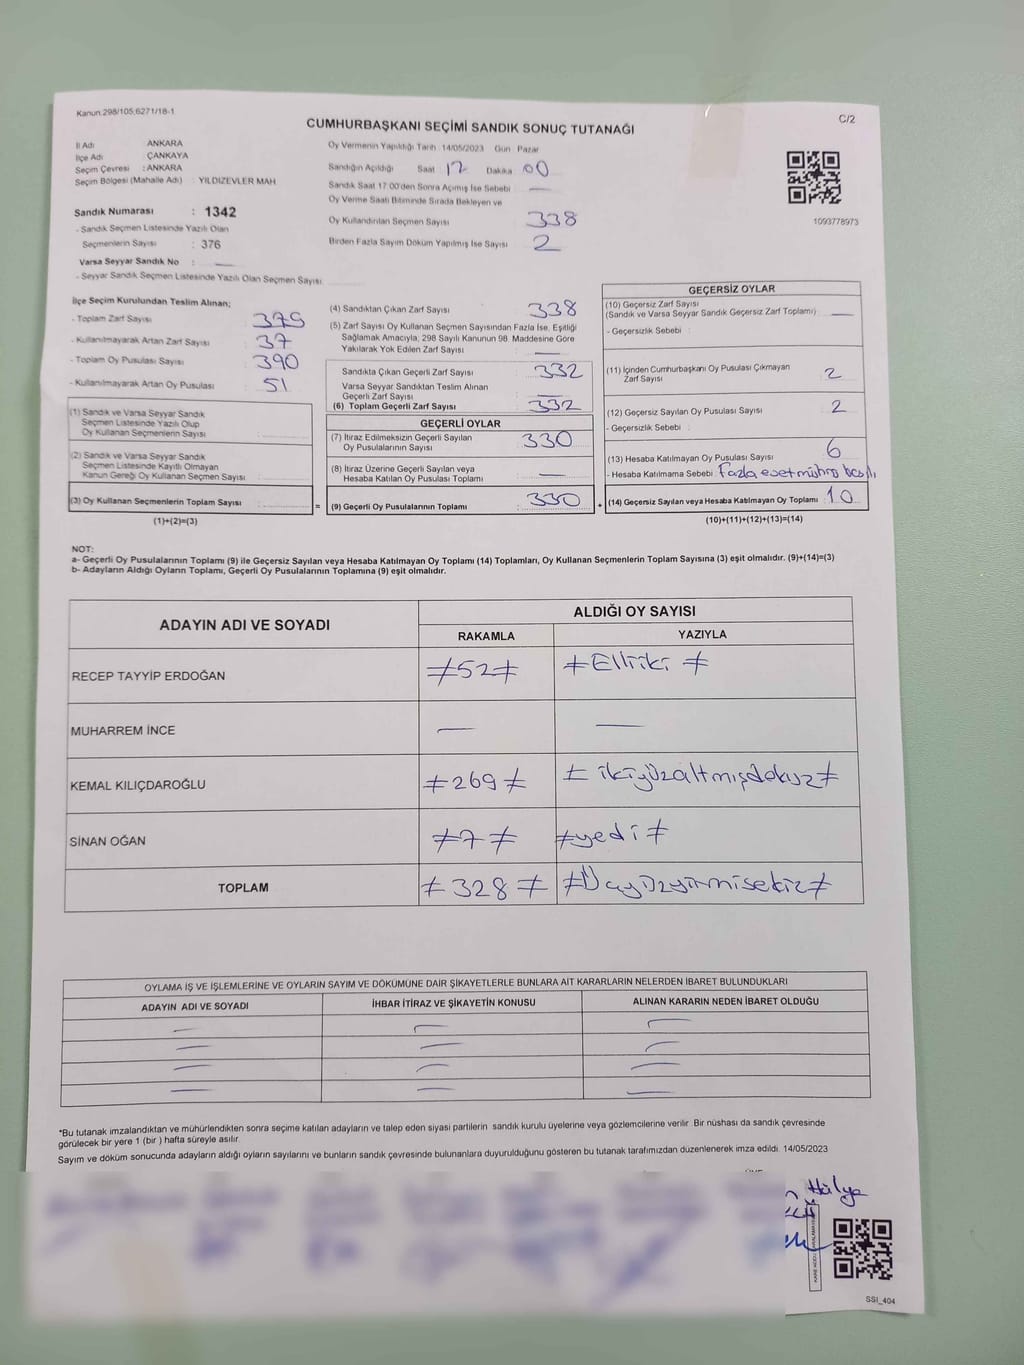 Kanun:298/105;6271/18-1
CUMHURBAŞKANI SEÇİMİ SANDIK SONUÇ TUTANAĞI
C/2
İl Adı ANKARA
İlçe Adı ÇANKAYA
Seçim Çevresi : ANKARA
Seçim Bölgesi (Mahalle Adı) : YILDIZEVLER MAH
Sandık Numarası : 1342
- Sandık Seçmen Listesinde Yazılı Olan
Seçmenlerin Sayısı : 376
Varsa Seyyar Sandık No : —
- Seyyar Sandık Seçmen Listesinde Yazılı Olan Seçmen Sayısı:
Oy Vermenin Yapıldığı Tarih 14/05/2023 Gün Pazar
Sandığın Açıldığı Saat 17 Dakika 00
Sandık Saat 17:00'den Sonra Açılmış İse Sebebi —
Oy Verme Saati Bitiminde Sırada Bekleyen ve
Oy Kullandırılan Seçmen Sayısı 338
Birden Fazla Sayım Döküm Yapılmış İse Sayısı 2
1093778973
İlçe Seçim Kurulundan Teslim Alınan;
- Toplam Zarf Sayısı 375
- Kullanılmayarak Artan Zarf Sayısı 37
- Toplam Oy Pusulası Sayısı 390
- Kullanılmayarak Artan Oy Pusulası 51
(1) Sandık ve Varsa Seyyar Sandık
Seçmen Listesinde Yazılı Olup
Oy Kullanan Seçmenlerin Sayısı :
(2) Sandık ve Varsa Seyyar Sandık
Seçmen Listesinde Kayıtlı Olmayan
Kanun Gereği Oy Kullanan Seçmen Sayısı :
(3) Oy Kullanan Seçmenlerin Toplam Sayısı :
(1)+(2)=(3)
(4) Sandıktan Çıkan Zarf Sayısı 338
(5) Zarf Sayısı Oy Kullanan Seçmen Sayısından Fazla İse, Eşitliği
Sağlamak Amacıyla; 298 Sayılı Kanunun 98. Maddesine Göre
Yakılarak Yok Edilen Zarf Sayısı —
Sandıkta Çıkan Geçerli Zarf Sayısı 332
Varsa Seyyar Sandıktan Teslim Alınan
Geçerli Zarf Sayısı —
(6) Toplam Geçerli Zarf Sayısı 332
GEÇERLİ OYLAR
(7) İtiraz Edilmeksizin Geçerli Sayılan
Oy Pusulalarının Sayısı 330
(8) İtiraz Üzerine Geçerli Sayılan veya
Hesaba Katılan Oy Pusulası Toplamı —
= (9) Geçerli Oy Pusulalarının Toplamı : 330 +
GEÇERSİZ OYLAR
(10) Geçersiz Zarf Sayısı
(Sandık ve Varsa Seyyar Sandık Geçersiz Zarf Toplamı) —
- Geçersizlik Sebebi :
(11) İçinden Cumhurbaşkanı Oy Pusulası Çıkmayan
Zarf Sayısı 2
(12) Geçersiz Sayılan Oy Pusulası Sayısı 2
- Geçersizlik Sebebi :
(13) Hesaba Katılmayan Oy Pusulası Sayısı 6
- Hesaba Katılmama Sebebi : Fazla evet mührü
(14) Geçersiz Sayılan veya Hesaba Katılmayan Oy Toplamı : 10
(10)+(11)+(12)+(13)=(14)
NOT:
a- Geçerli Oy Pusulalarının Toplamı (9) ile Geçersiz Sayılan veya Hesaba Katılmayan Oy Toplamı (14) Toplamları, Oy Kullanan Seçmenlerin Toplam Sayısına (3) eşit olmalıdır. (9)+(14)=(3)
b- Adayların Aldığı Oyların Toplamı, Geçerli Oy Pusulalarının Toplamına (9) eşit olmalıdır.
ADAYIN ADI VE SOYADI
ALDIĞI OY SAYISI
RAKAMLA YAZIYLA
RECEP TAYYİP ERDOĞAN ≠52≠ ≠Elliiki≠
MUHARREM İNCE — —
KEMAL KILIÇDAROĞLU ≠269≠ ≠ikiyüzaltmışdokuz≠
SİNAN OĞAN ≠7≠ ≠yedi≠
TOPLAM ≠328≠ ≠Üçyüzyirmisekiz≠
OYLAMA İŞ VE İŞLEMLERİNE VE OYLARIN SAYIM VE DÖKÜMÜNE DAİR ŞİKAYETLERLE BUNLARA AİT KARARLARIN NELERDEN İBARET BULUNDUKLARI
ADAYIN ADI VE SOYADI İHBAR İTİRAZ VE ŞİKAYETİN KONUSU ALINAN KARARIN NEDEN İBARET OLDUĞU
*Bu tutanak imzalandıktan ve mühürlendikten sonra seçime katılan adayların ve talep eden siyasi partilerin sandık kurulu üyelerine veya gözlemcilerine verilir. Bir nüshası da sandık çevresinde
görülecek bir yere 1 (bir ) hafta süreyle asılır.
Sayım ve döküm sonucunda adayların aldığı oyların sayılarını ve bunların sandık çevresinde bulunanlara duyurulduğunu gösteren bu tutanak tarafımızdan düzenlenerek imza edildi. 14/05/2023
Hülya
SSI_404